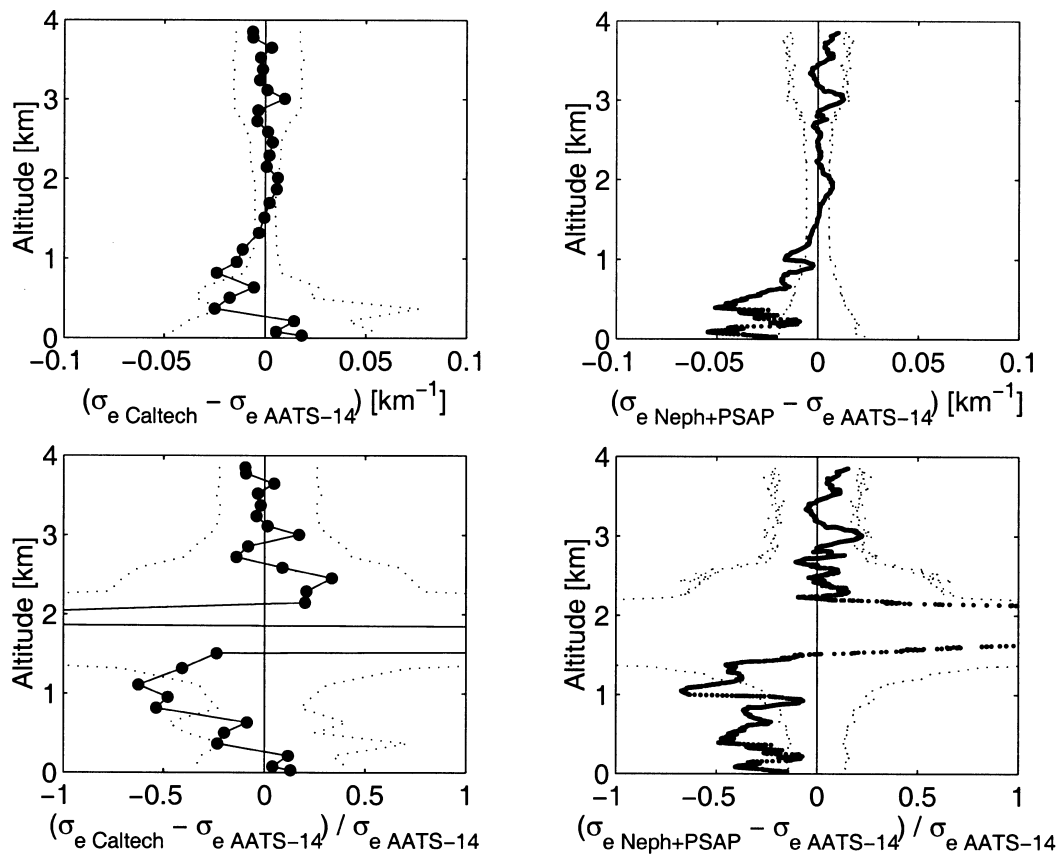 4
3
2
1
0
Altitude [km]
−0.1 −0.05 0 0.05 0.1
(σe Caltech − σe AATS−14) [km−1]
4
3
2
1
0
Altitude [km]
−0.1 −0.05 0 0.05 0.1
(σe Neph+PSAP − σe AATS−14) [km−1]
4
3
2
1
0
Altitude [km]
−1 −0.5 0 0.5 1
(σe Caltech − σe AATS−14) / σe AATS−14
4
3
2
1
0
Altitude [km]
−1 −0.5 0 0.5 1
(σe Neph+PSAP − σe AATS−14) / σe AATS−14